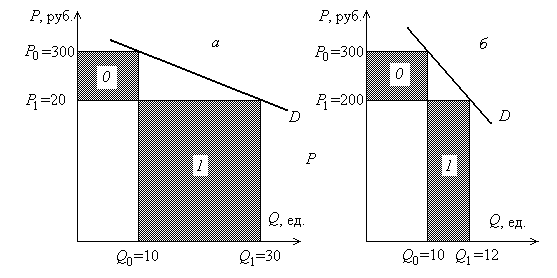 P, руб.
а
P0=300
0
P1=20
D
1
P
Q, ед.
Q0=10
Q1=30
P, руб.
б
P0=300
0
P1=200
D
1
Q, ед.
Q0=10
Q1=12